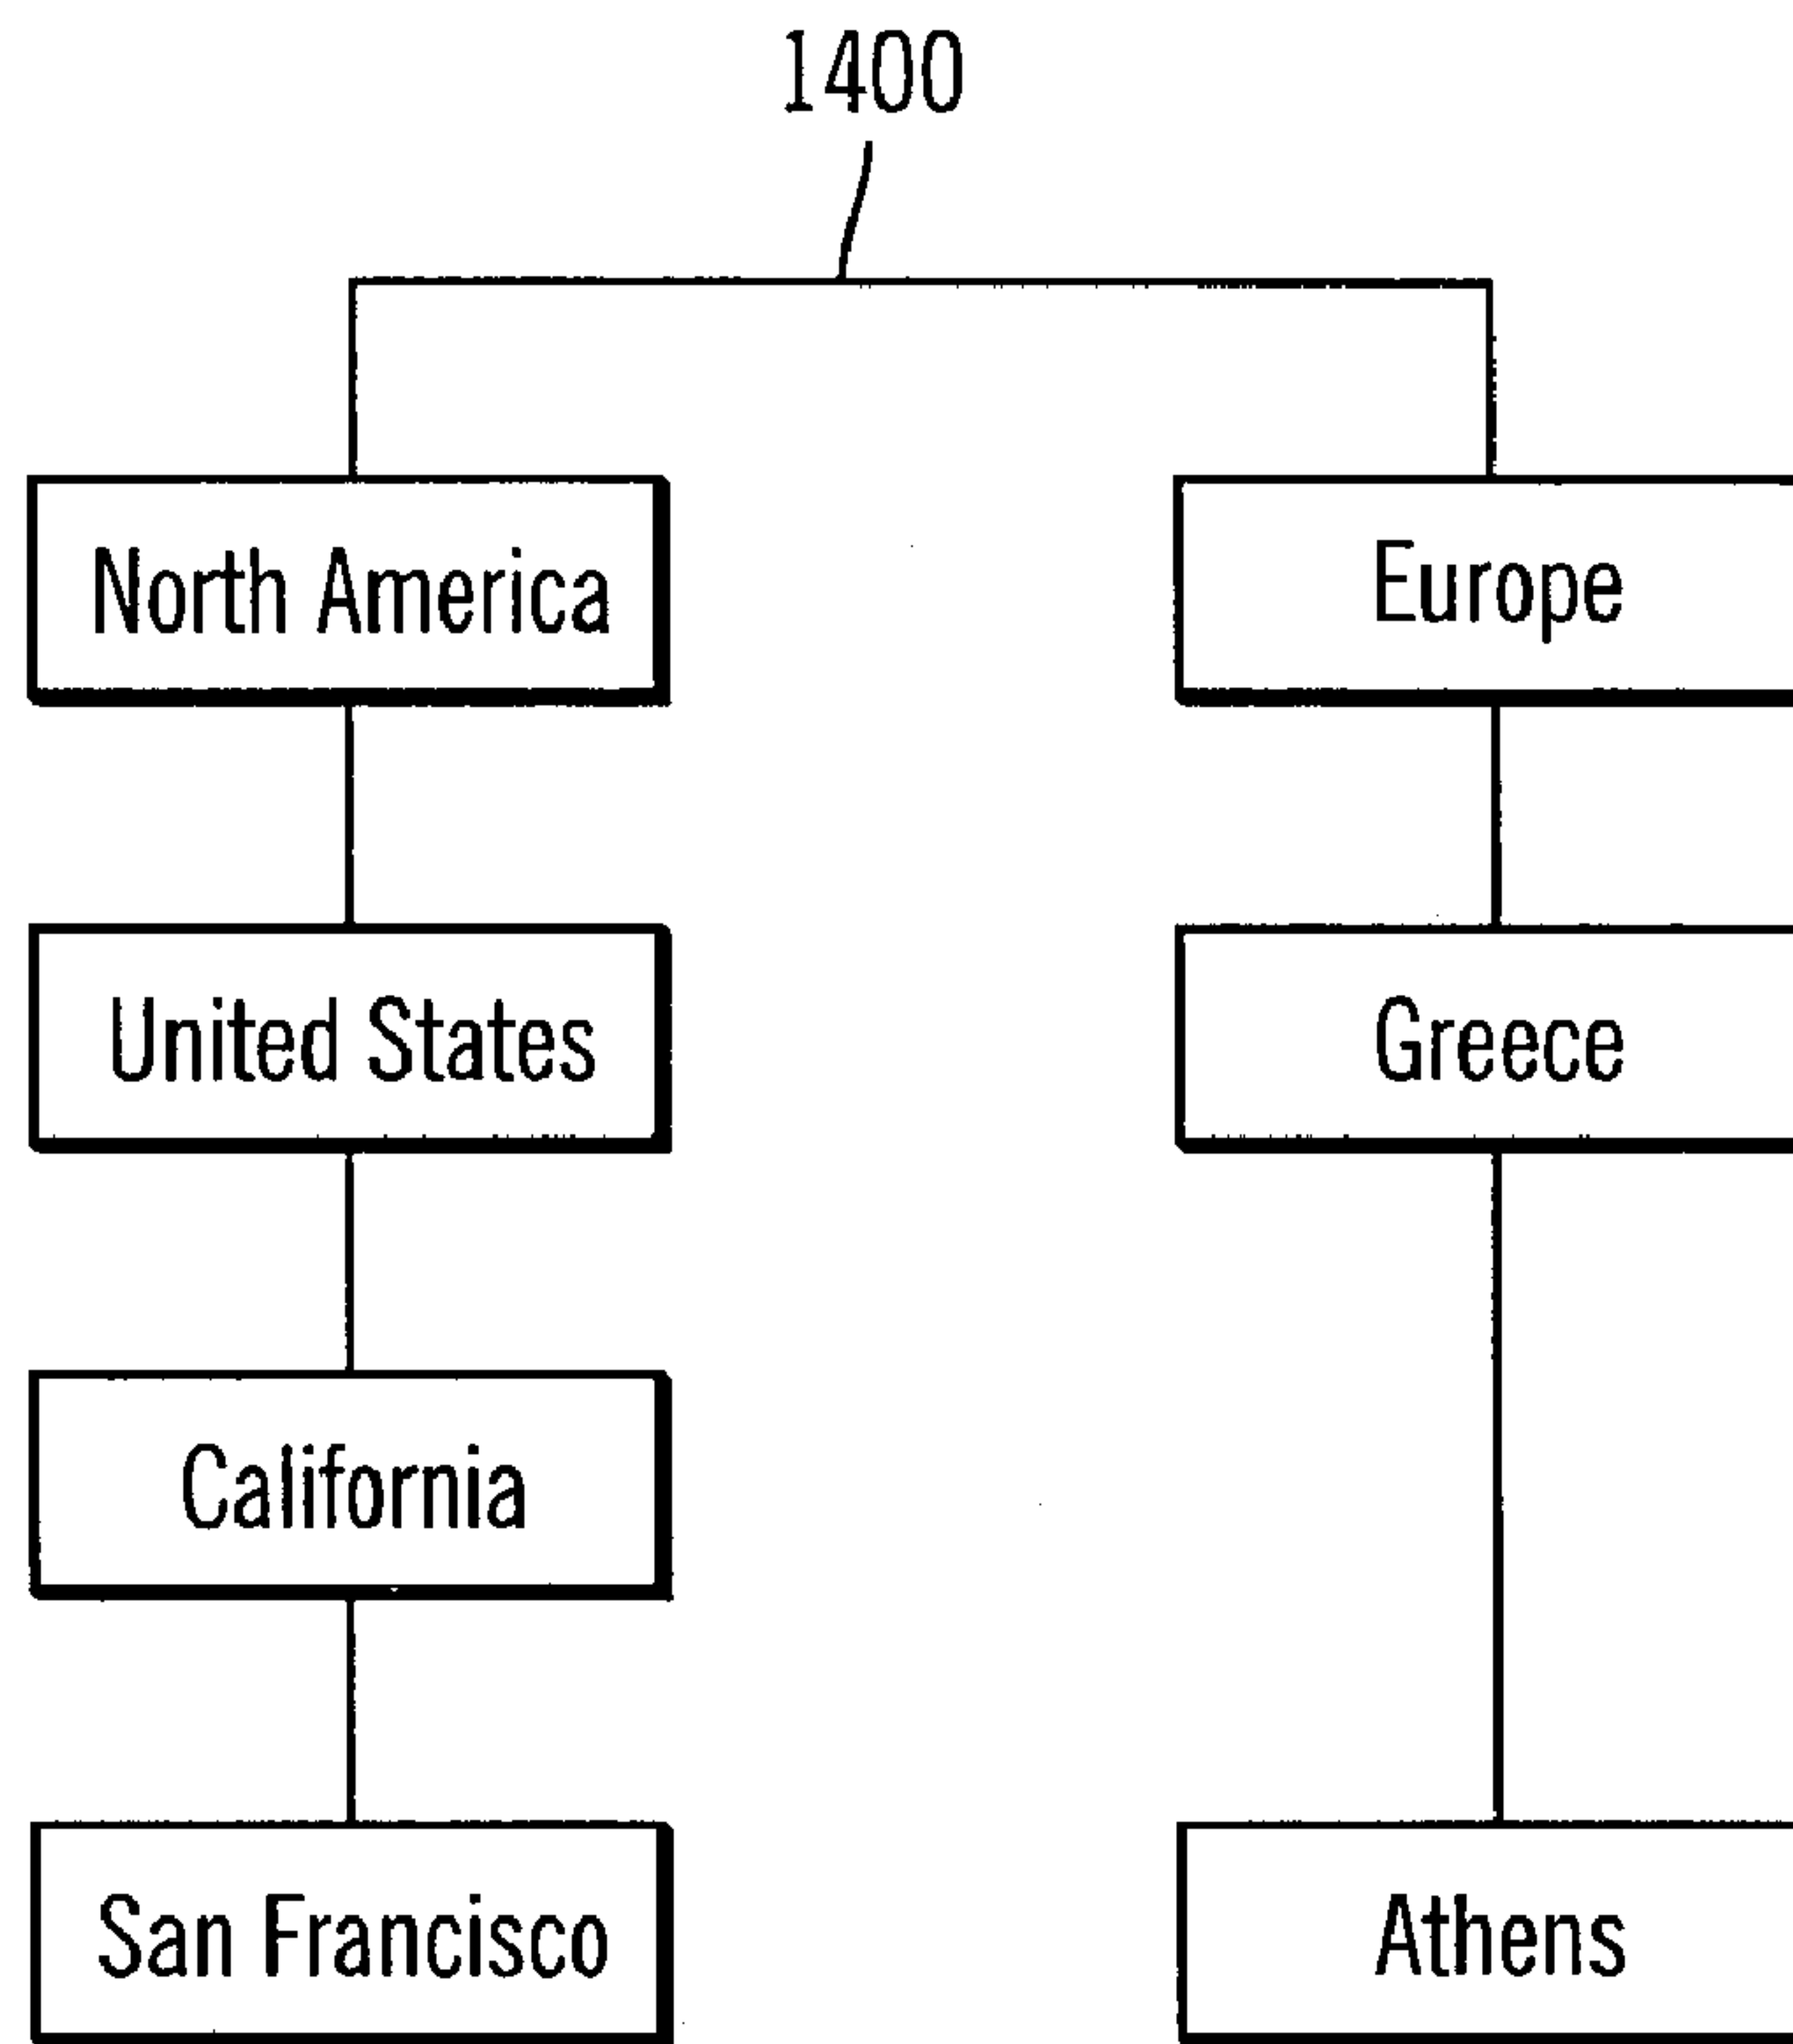 1400
North America
Europe
United States
Greece
California
San Francisco
Athens